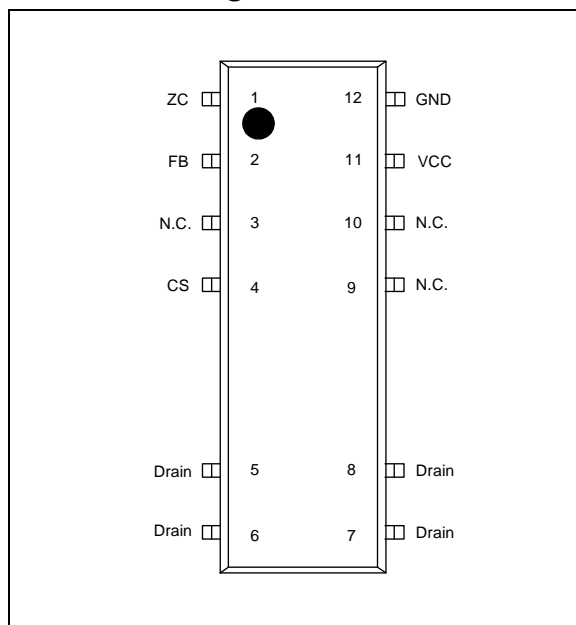 ZC 1 12 GND
FB 2 11 VCC
N.C. 3 10 N.C.
CS 4 9 N.C.
Drain 5 8 Drain
Drain 6 7 Drain